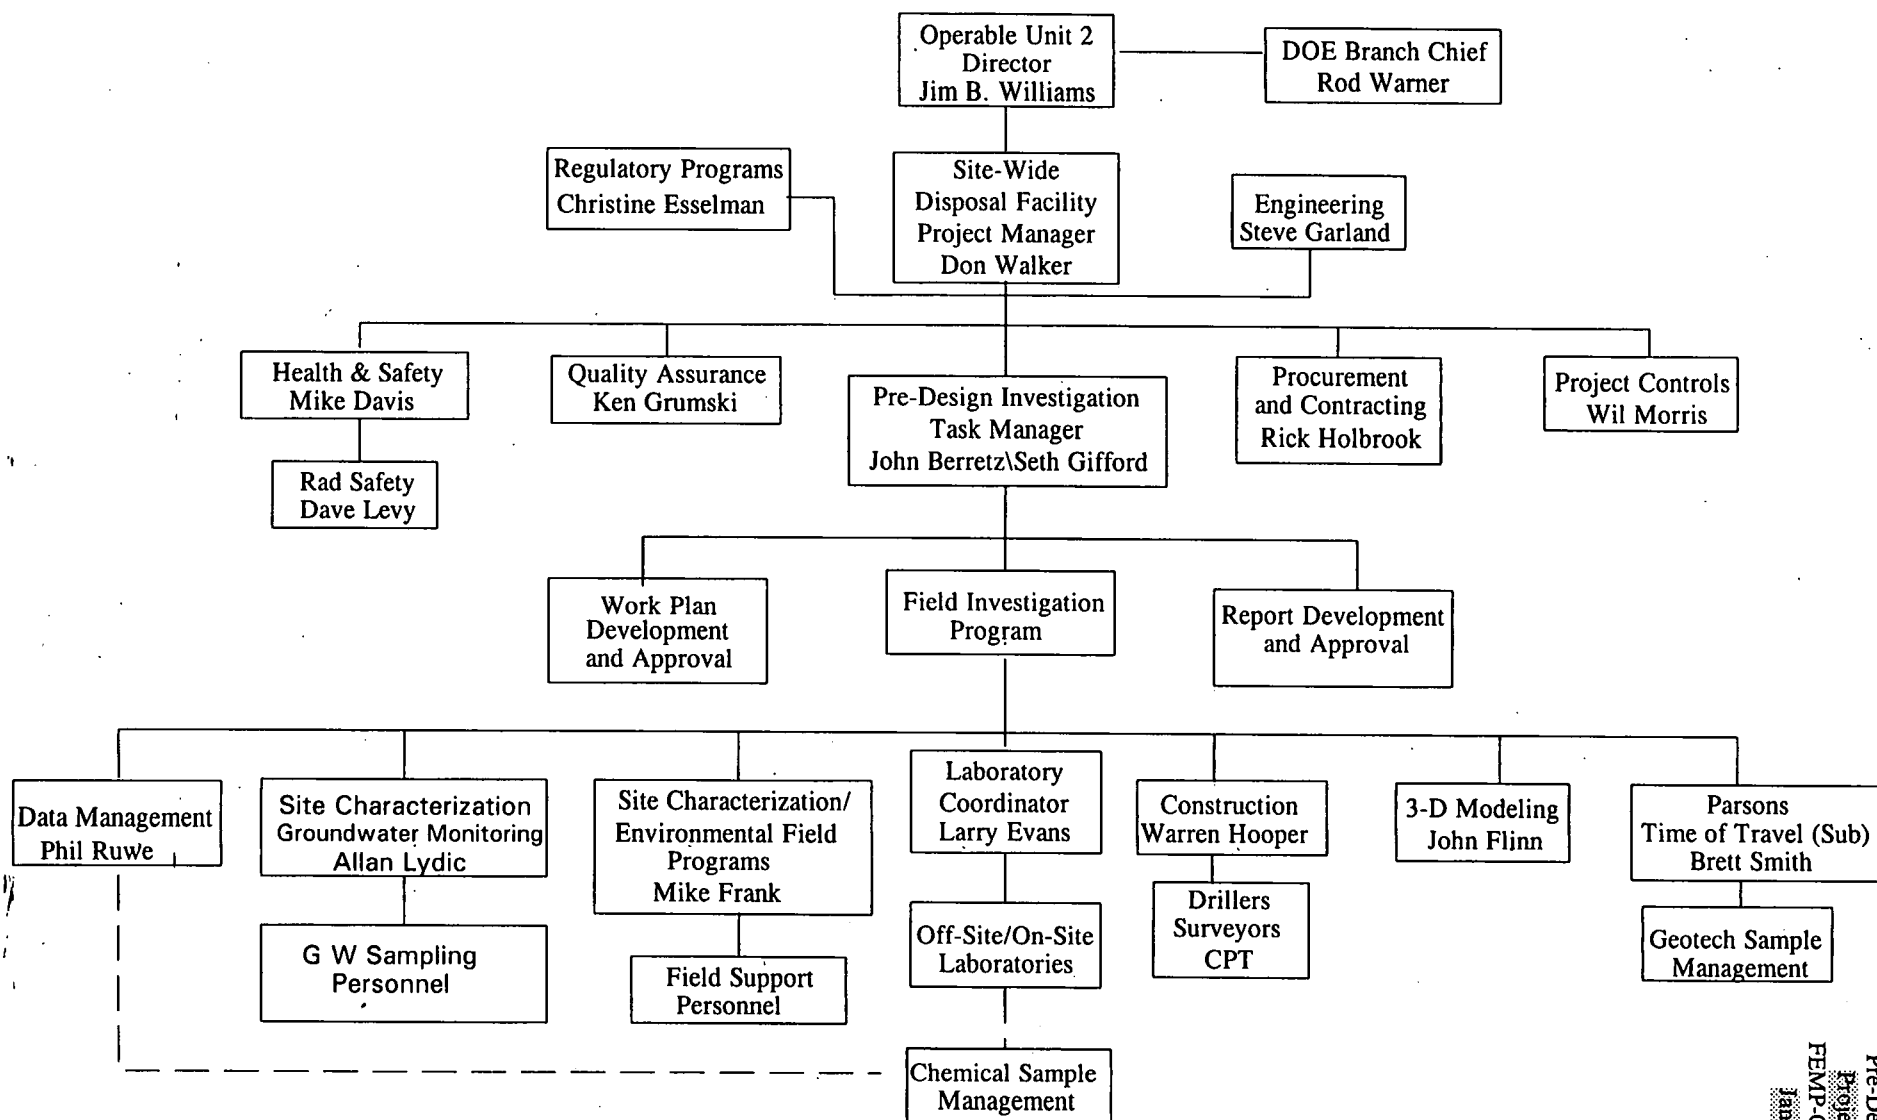 Operable Unit 2
Director
Jim B. Williams
DOE Branch Chief
Rod Warner
Regulatory Programs
Christine Esselman
Site-Wide
Disposal Facility
Project Manager
Don Walker
Engineering
Steve Garland
Health & Safety
Mike Davis
Quality Assurance
Ken Grumski
Pre-Design Investigation
Task Manager
John Berretz\Seth Gifford
Procurement
and Contracting
Rick Holbrook
Project Controls
Wil Morris
Rad Safety
Dave Levy
Work Plan
Development
and Approval
Field Investigation
Program
Report Development
and Approval
Data Management
Phil Ruwe
Site Characterization
Groundwater Monitoring
Allan Lydic
Site Characterization/
Environmental Field
Programs
Mike Frank
Laboratory
Coordinator
Larry Evans
Construction
Warren Hooper
3-D Modeling
John Flinn
Parsons
Time of Travel (Sub)
Brett Smith
G W Sampling
Personnel
Field Support
Personnel
Off-Site/On-Site
Laboratories
Drillers
Surveyors
CPT
Geotech Sample
Management
Chemical Sample
Management
Pre-De
Proje
FEMP-
Jan